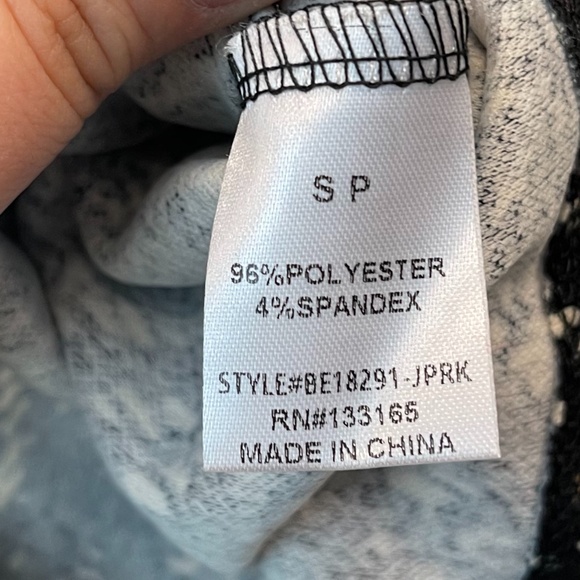 S P
96%POLYESTER
4%SPANDEX
STYLE#BE18291-JPRK
RN#133165
MADE IN CHINA